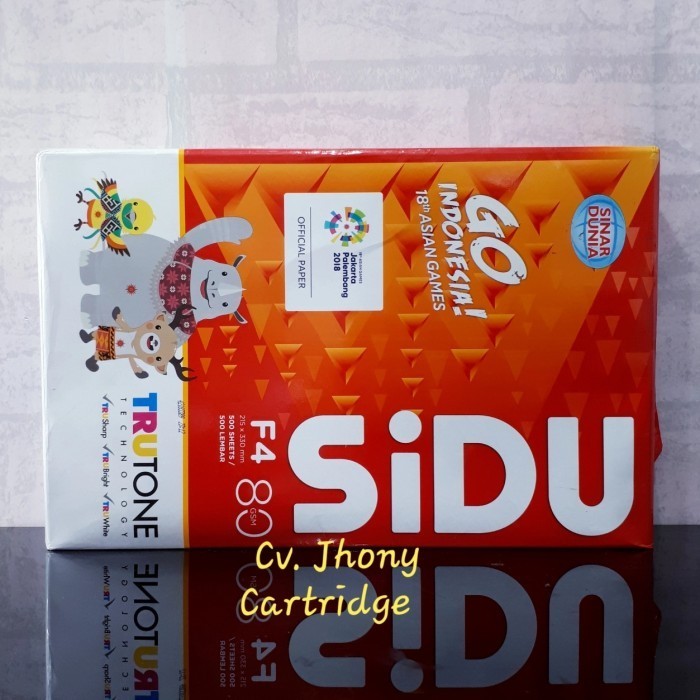 SINAR
DUNIA
GO
INDONESIA!
18th ASIAN GAMES
Jakarta
Palembang
2018
OFFICIAL PAPER
SiDU
F4
215 x 330 mm
500 SHEETS /
500 LEMBAR
80
GSM
TRUTONE
TECHNOLOGY
TRUSharp TRUBright TRUWhite
Cv. Jhony
Cartridge